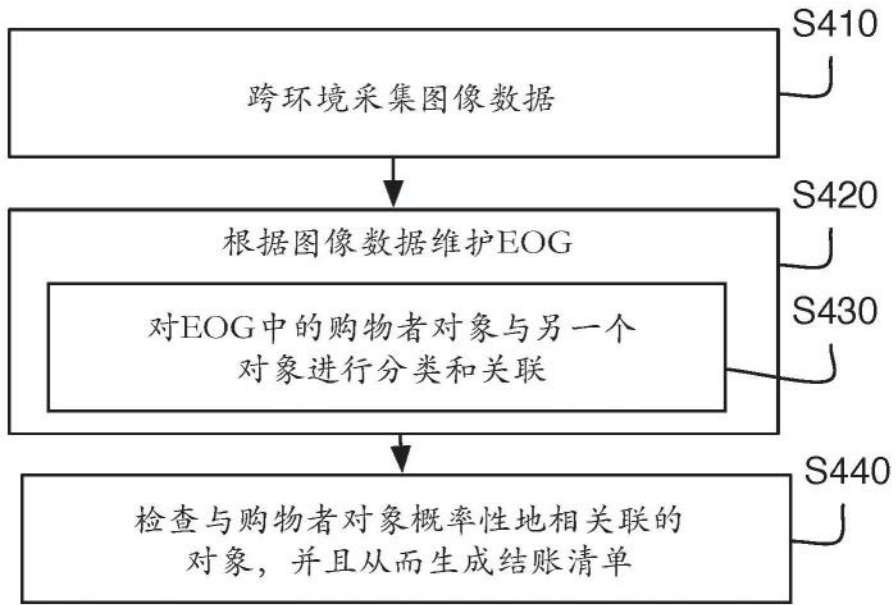 S410
跨环境采集图像数据
S420
根据图像数据维护EOG
S430
对EOG中的购物者对象与另一个
对象进行分类和关联
S440
检查与购物者对象概率性地相关联的
对象，并且从而生成结账清单